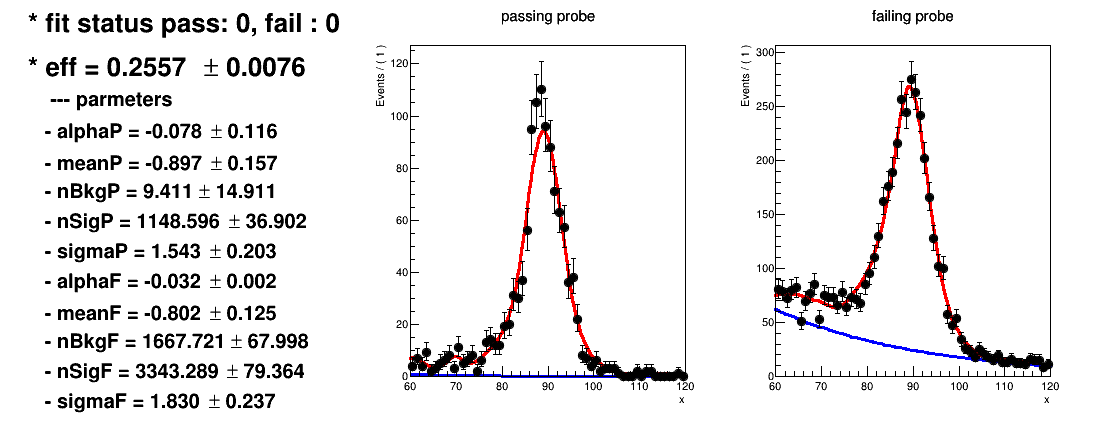 * fit status pass: 0, fail : 0
* eff = 0.2557 ± 0.0076
--- parmeters
- alphaP = -0.078 ± 0.116
- meanP = -0.897 ± 0.157
- nBkgP = 9.411 ± 14.911
- nSigP = 1148.596 ± 36.902
- sigmaP = 1.543 ± 0.203
- alphaF = -0.032 ± 0.002
- meanF = -0.802 ± 0.125
- nBkgF = 1667.721 ± 67.998
- nSigF = 3343.289 ± 79.364
- sigmaF = 1.830 ± 0.237
passing probe
Events / ( 1 )
120
100
80
60
40
20
0
60 70 80 90 100 110 120
x
failing probe
Events / ( 1 )
300
250
200
150
100
50
0
60 70 80 90 100 110 120
x